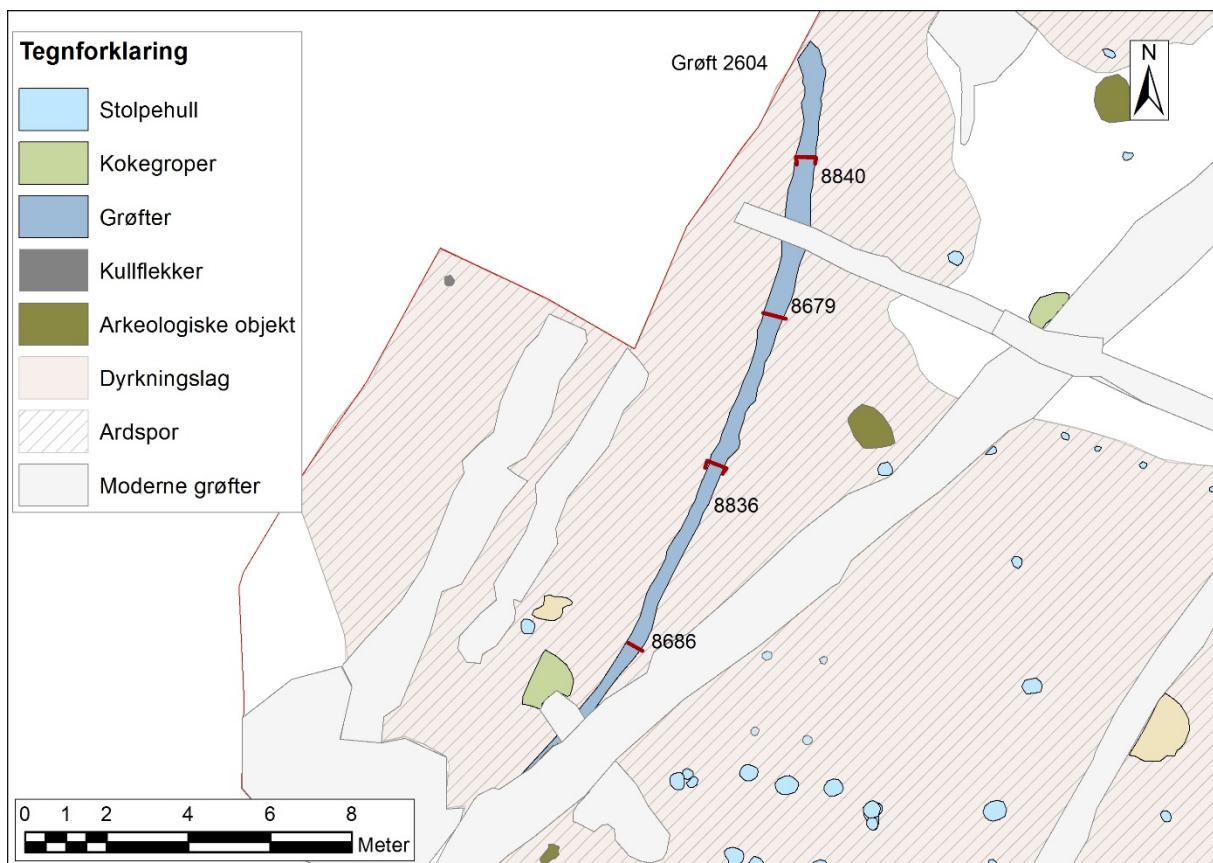 Tegnforklaring
Stolpehull
Kokegroper
Grøfter
Kullflekker
Arkeologiske objekt
Dyrkningslag
Ardspor
Moderne grøfter
Grøft 2604
N
8840
8679
8836
8686
0 1 2 4 6 8
Meter